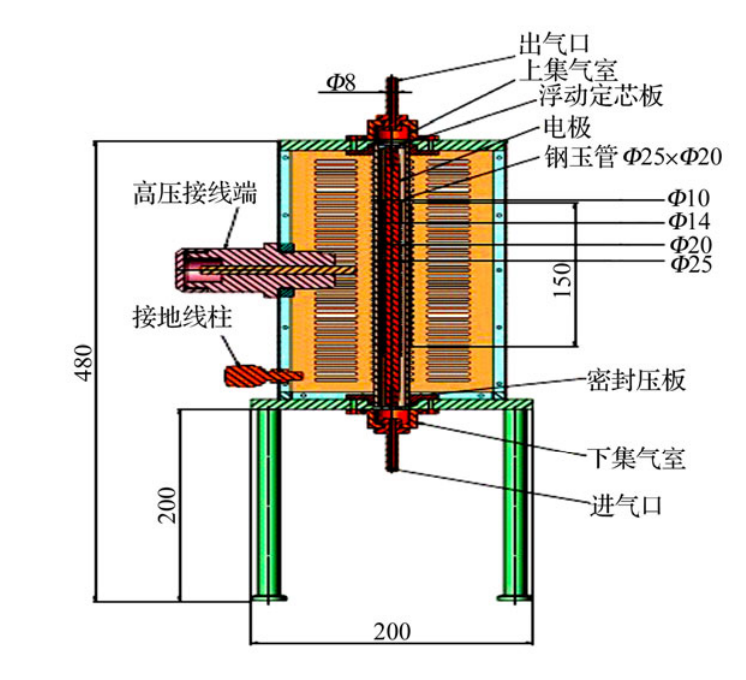 出气口
上集气室
Φ8
浮动定芯板
电极
钢玉管 Φ25×Φ20
高压接线端
Φ10
Φ14
Φ20
Φ25
150
接地线柱
480
密封压板
下集气室
200
进气口
200